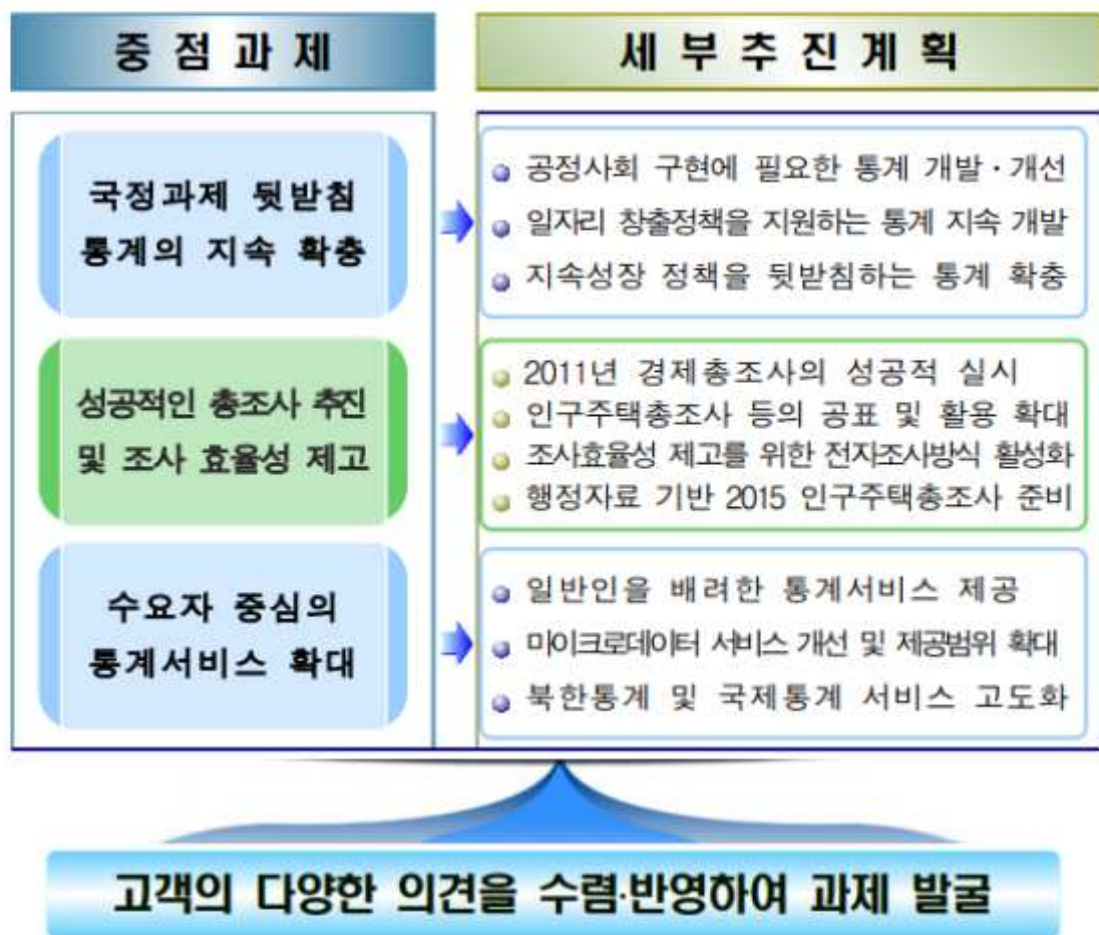 중점과제
세부추진계획
국정과제 뒷받침
통계의 지속 확충
공정사회 구현에 필요한 통계 개발·개선
일자리 창출정책을 지원하는 통계 지속 개발
지속성장 정책을 뒷받침하는 통계 확충
성공적인 총조사 추진
및 조사 효율성 제고
2011년 경제총조사의 성공적 실시
인구주택총조사 등의 공표 및 활용 확대
조사효율성 제고를 위한 전자조사방식 활성화
행정자료 기반 2015 인구주택총조사 준비
수요자 중심의
통계서비스 확대
일반인을 배려한 통계서비스 제공
마이크로데이터 서비스 개선 및 제공범위 확대
북한통계 및 국제통계 서비스 고도화
고객의 다양한 의견을 수렴·반영하여 과제 발굴